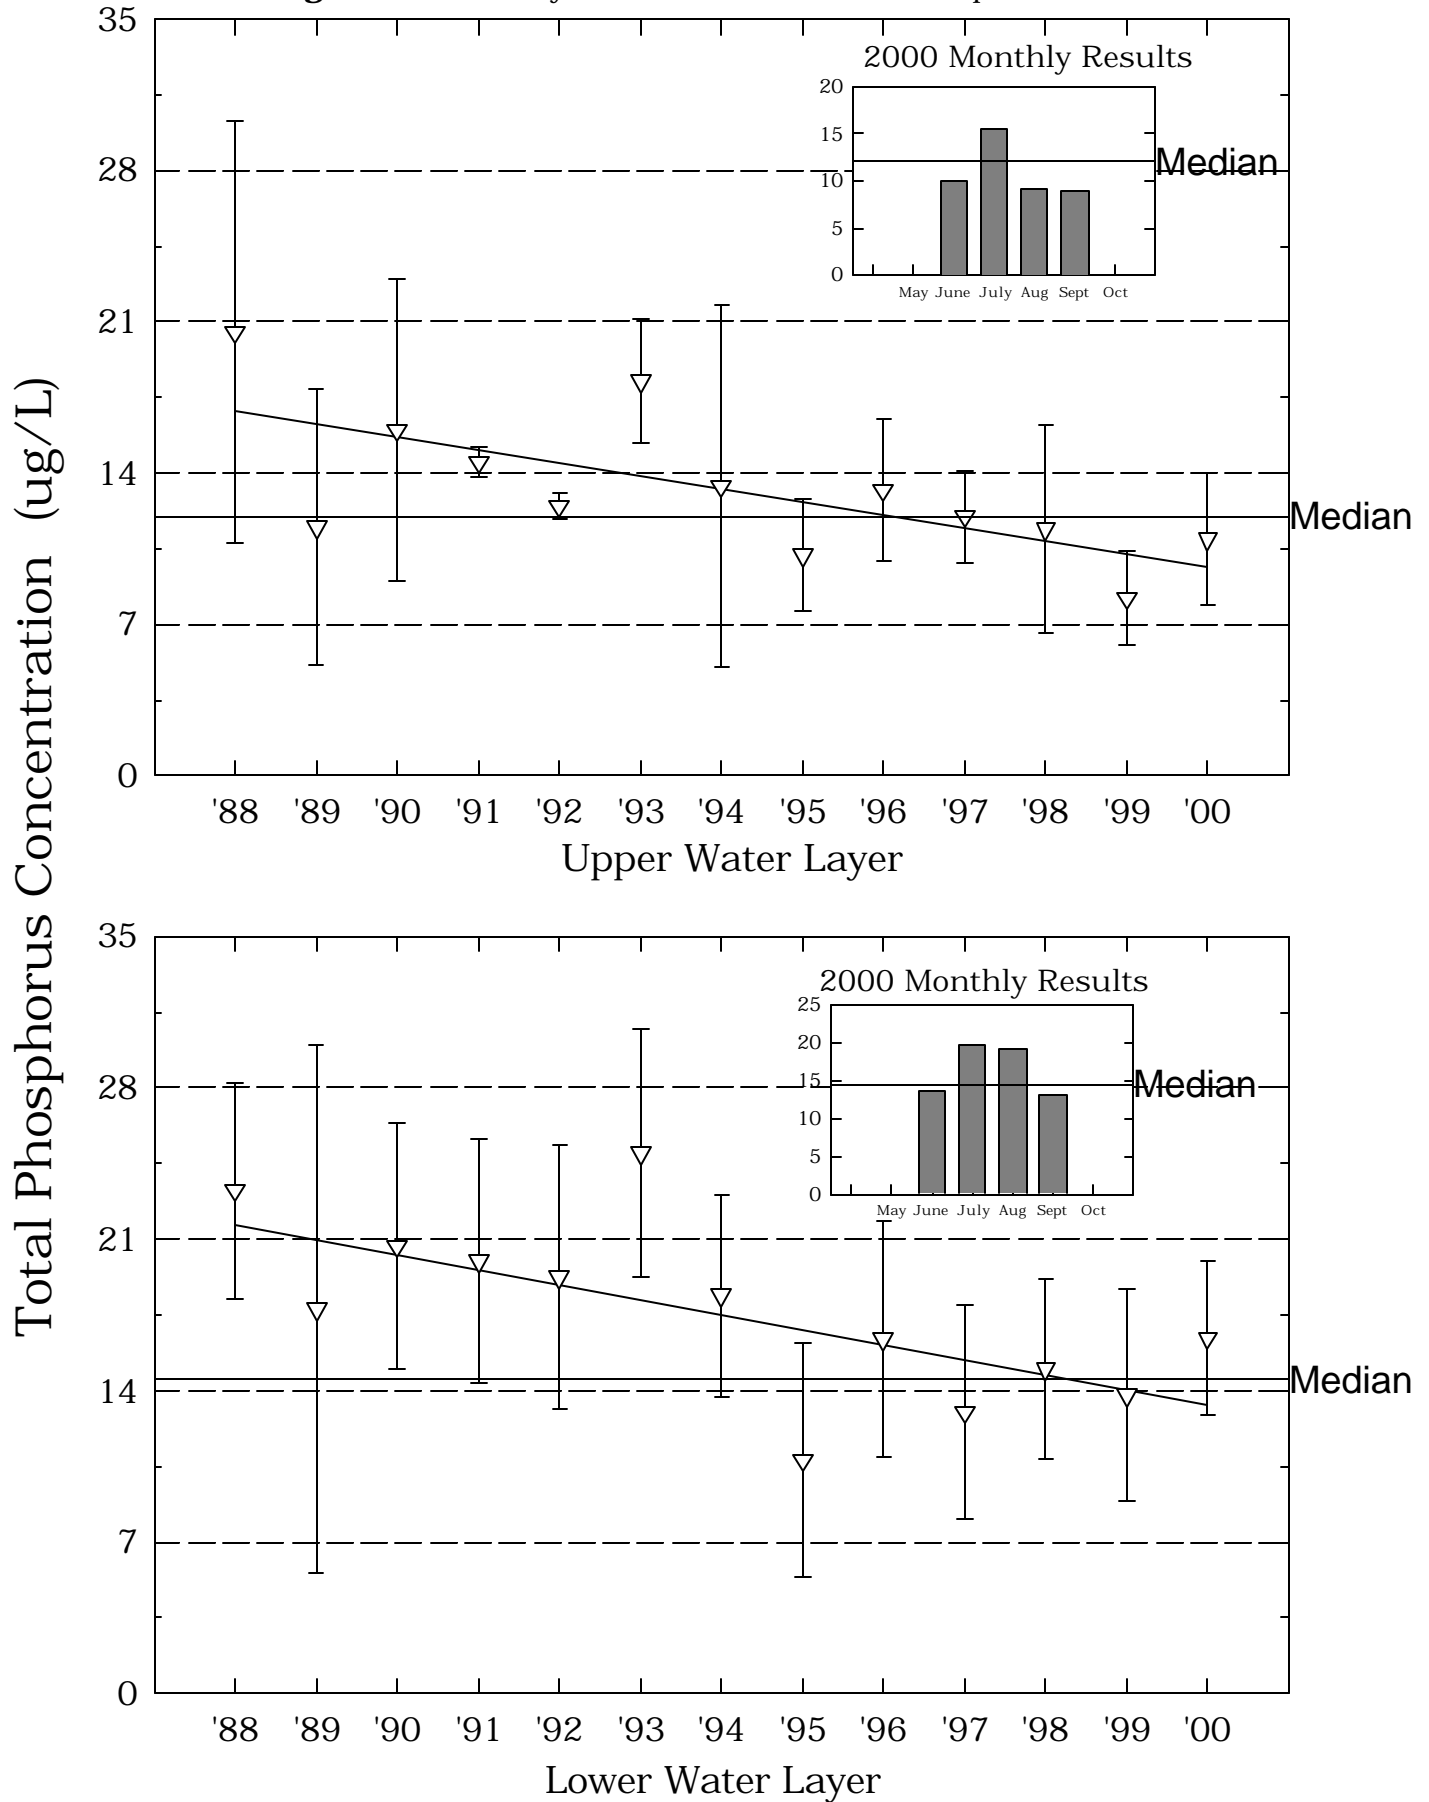 35
2000 Monthly Results
20
15
10
5
0
Median
May June July Aug Sept Oct
28
21
14
7
0
Median
'88 '89 '90 '91 '92 '93 '94 '95 '96 '97 '98 '99 '00
Upper Water Layer
Total Phosphorus Concentration (ug/L)
35
2000 Monthly Results
25
20
15
10
5
0
Median
May June July Aug Sept Oct
28
21
14
7
0
Median
'88 '89 '90 '91 '92 '93 '94 '95 '96 '97 '98 '99 '00
Lower Water Layer